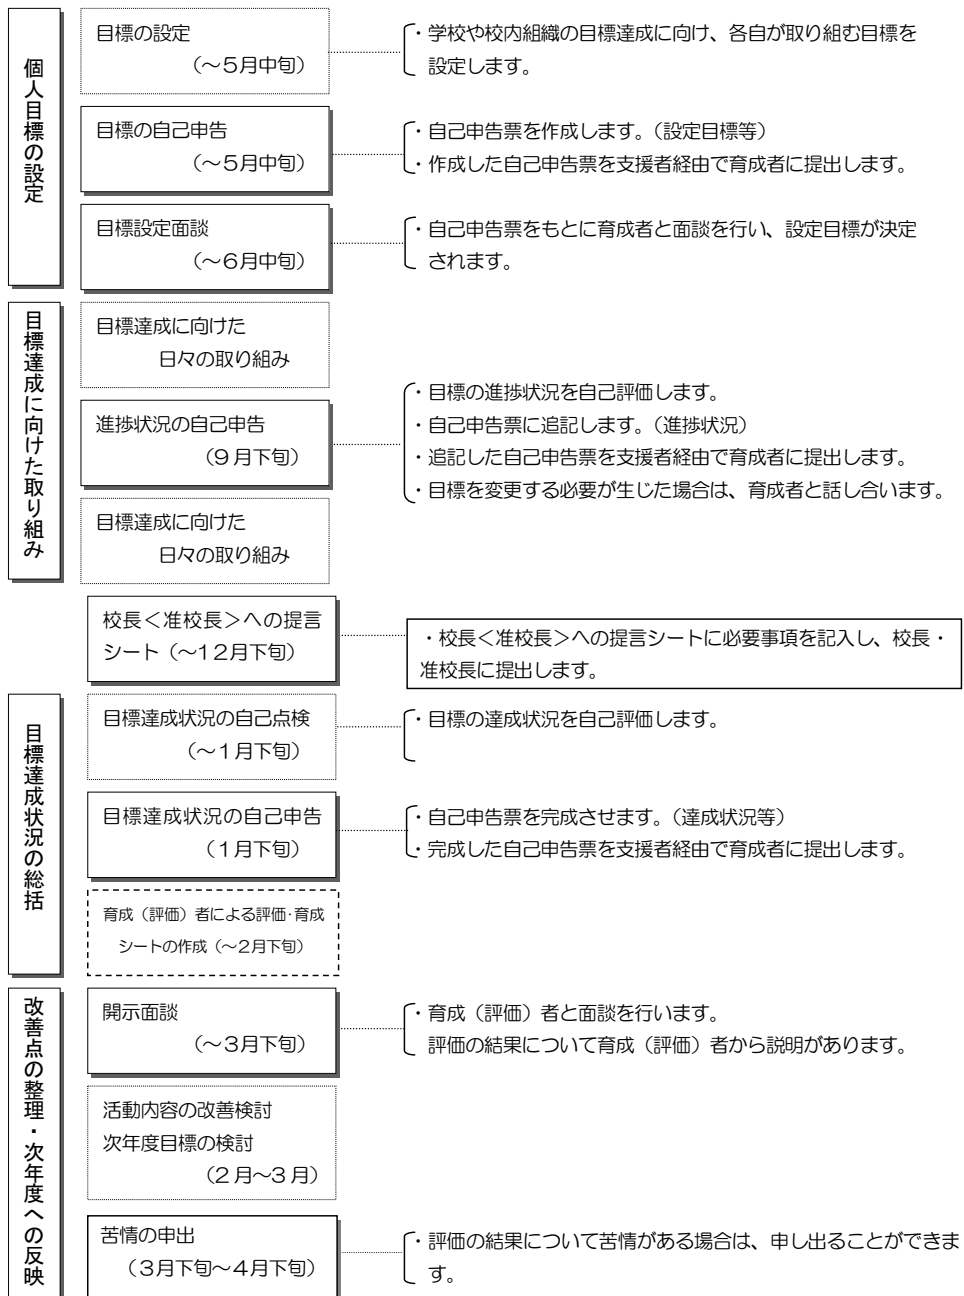 個人目標の設定
目標の設定
（～５月中旬）
・学校や校内組織の目標達成に向け、各自が取り組む目標を
設定します。
目標の自己申告
（～５月中旬）
・自己申告票を作成します。（設定目標等）
・作成した自己申告票を支援者経由で育成者に提出します。
目標設定面談
（～６月中旬）
・自己申告票をもとに育成者と面談を行い、設定目標が決定
されます。
目標達成に向けた取り組み
目標達成に向けた
日々の取り組み
進捗状況の自己申告
（９月下旬）
・目標の進捗状況を自己評価します。
・自己申告票に追記します。（進捗状況）
・追記した自己申告票を支援者経由で育成者に提出します。
・目標を変更する必要が生じた場合は、育成者と話し合います。
目標達成に向けた
日々の取り組み
校長＜准校長＞への提言
シート（～１２月下旬）
・校長＜准校長＞への提言シートに必要事項を記入し、校長・
准校長に提出します。
目標達成状況の総括
目標達成状況の自己点検
（～１月下旬）
・目標の達成状況を自己評価します。
目標達成状況の自己申告
（１月下旬）
・自己申告票を完成させます。（達成状況等）
・完成した自己申告票を支援者経由で育成者に提出します。
育成（評価）者による評価・育成
シートの作成（～２月下旬）
改善点の整理・次年度への反映
開示面談
（～３月下旬）
・育成（評価）者と面談を行います。
評価の結果について育成（評価）者から説明があります。
活動内容の改善検討
次年度目標の検討
（２月～３月）
苦情の申出
（３月下旬～４月下旬）
・評価の結果について苦情がある場合は、申し出ることができま
す。